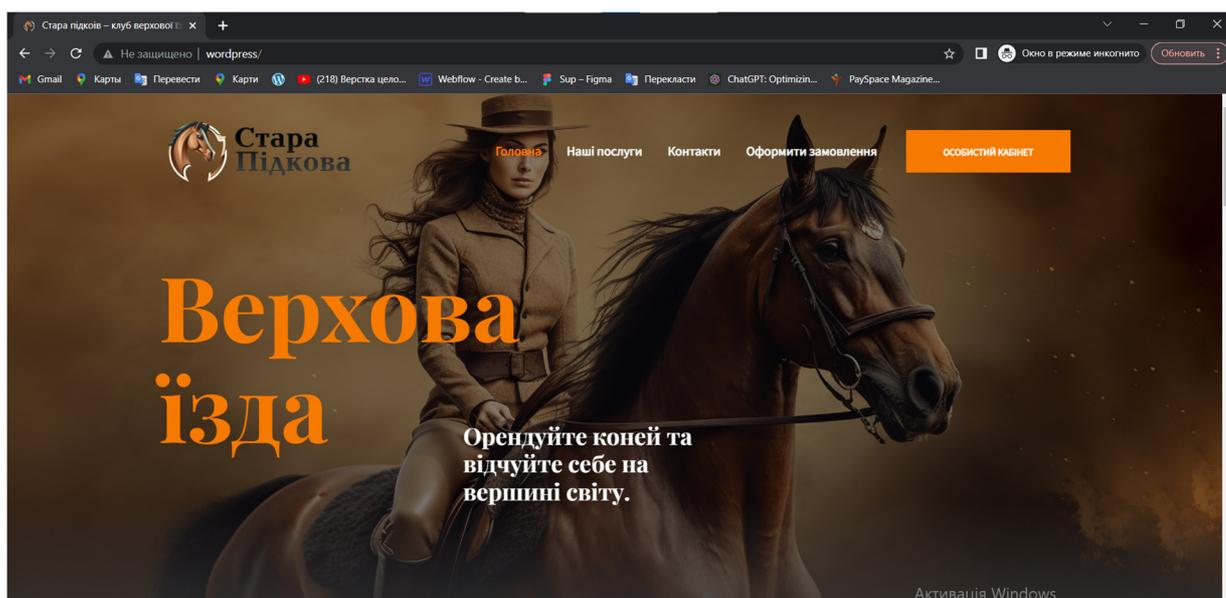 Стара підкоів – клуб верхової
Не защищено | wordpress/
Окно в режиме инкогнито
Обновить
Gmail
Карты
Перевести
Карти
(218) Верстка цело...
Webflow - Create b...
Sup – Figma
Перекласти
ChatGPT: Optimizin...
PaySpace Magazine...
Стара
Підкова
Головна
Наші послуги
Контакти
Оформити замовлення
ОСОБИСТИЙ КАБІНЕТ
Верхова
їзда
Орендуйте коней та
відчуйте себе на
вершині світу.
Активація Windows